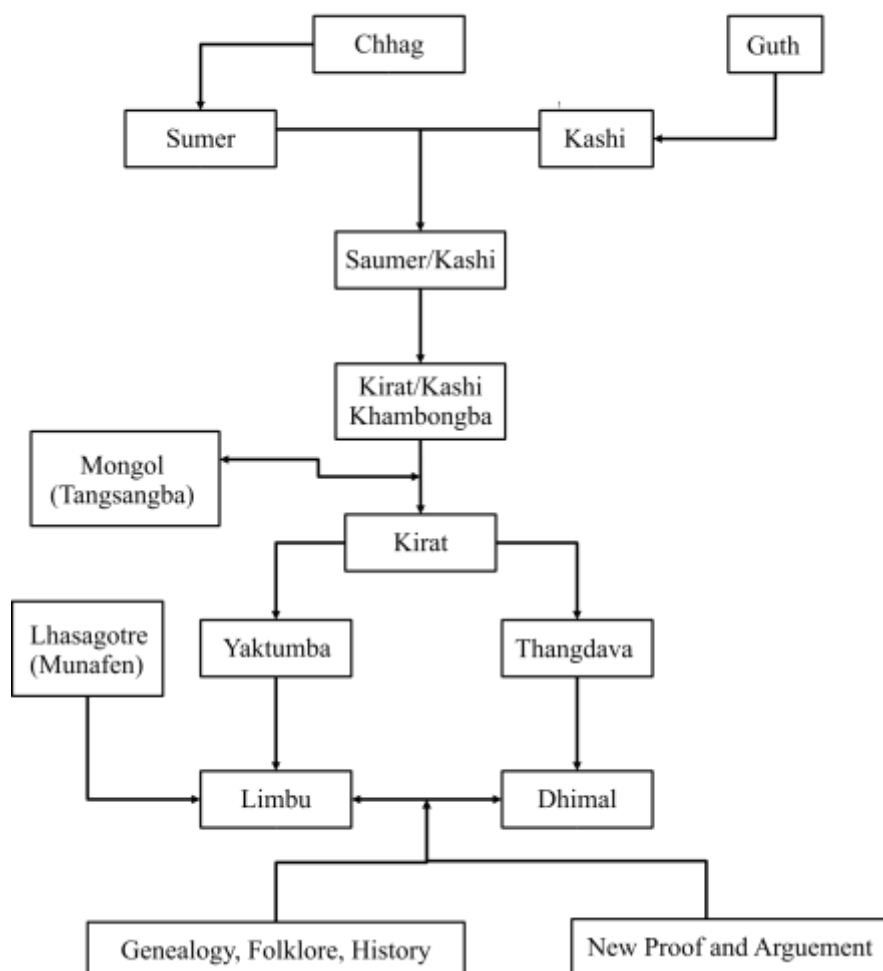 Chhag
Guth
Sumer
Kashi
Saumer/Kashi
Kirat/Kashi
Khambongba
Mongol
(Tangsangba)
Kirat
Lhasagotre
(Munafen)
Yaktumba
Thangdava
Limbu
Dhimal
Genealogy, Folklore, History
New Proof and Arguement